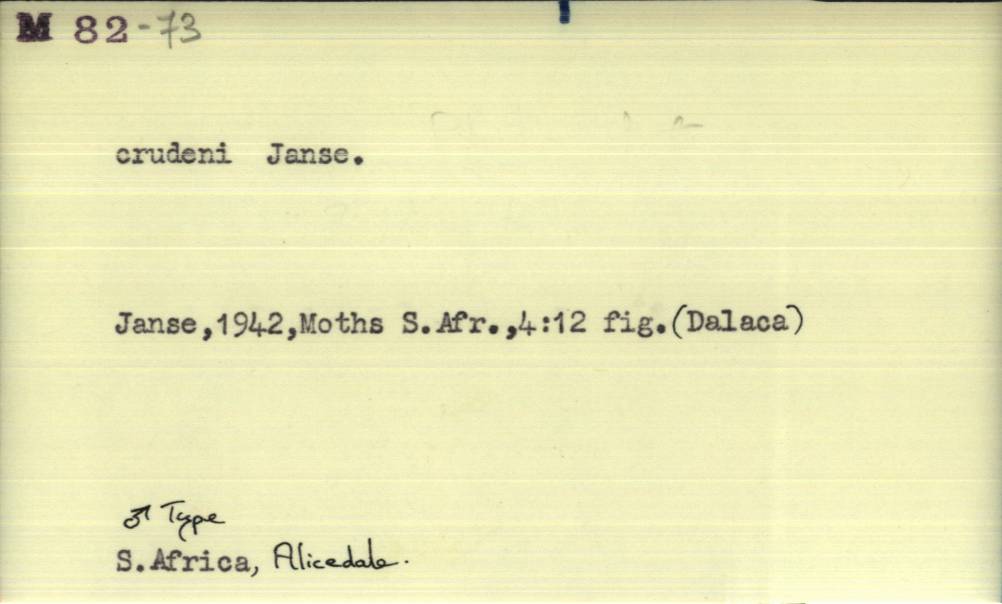 M 82-73
crudeni Janse.
Janse,1942,Moths S.Afr.,4:12 fig.(Dalaca)
♂ Type
S.Africa, Alicedale.